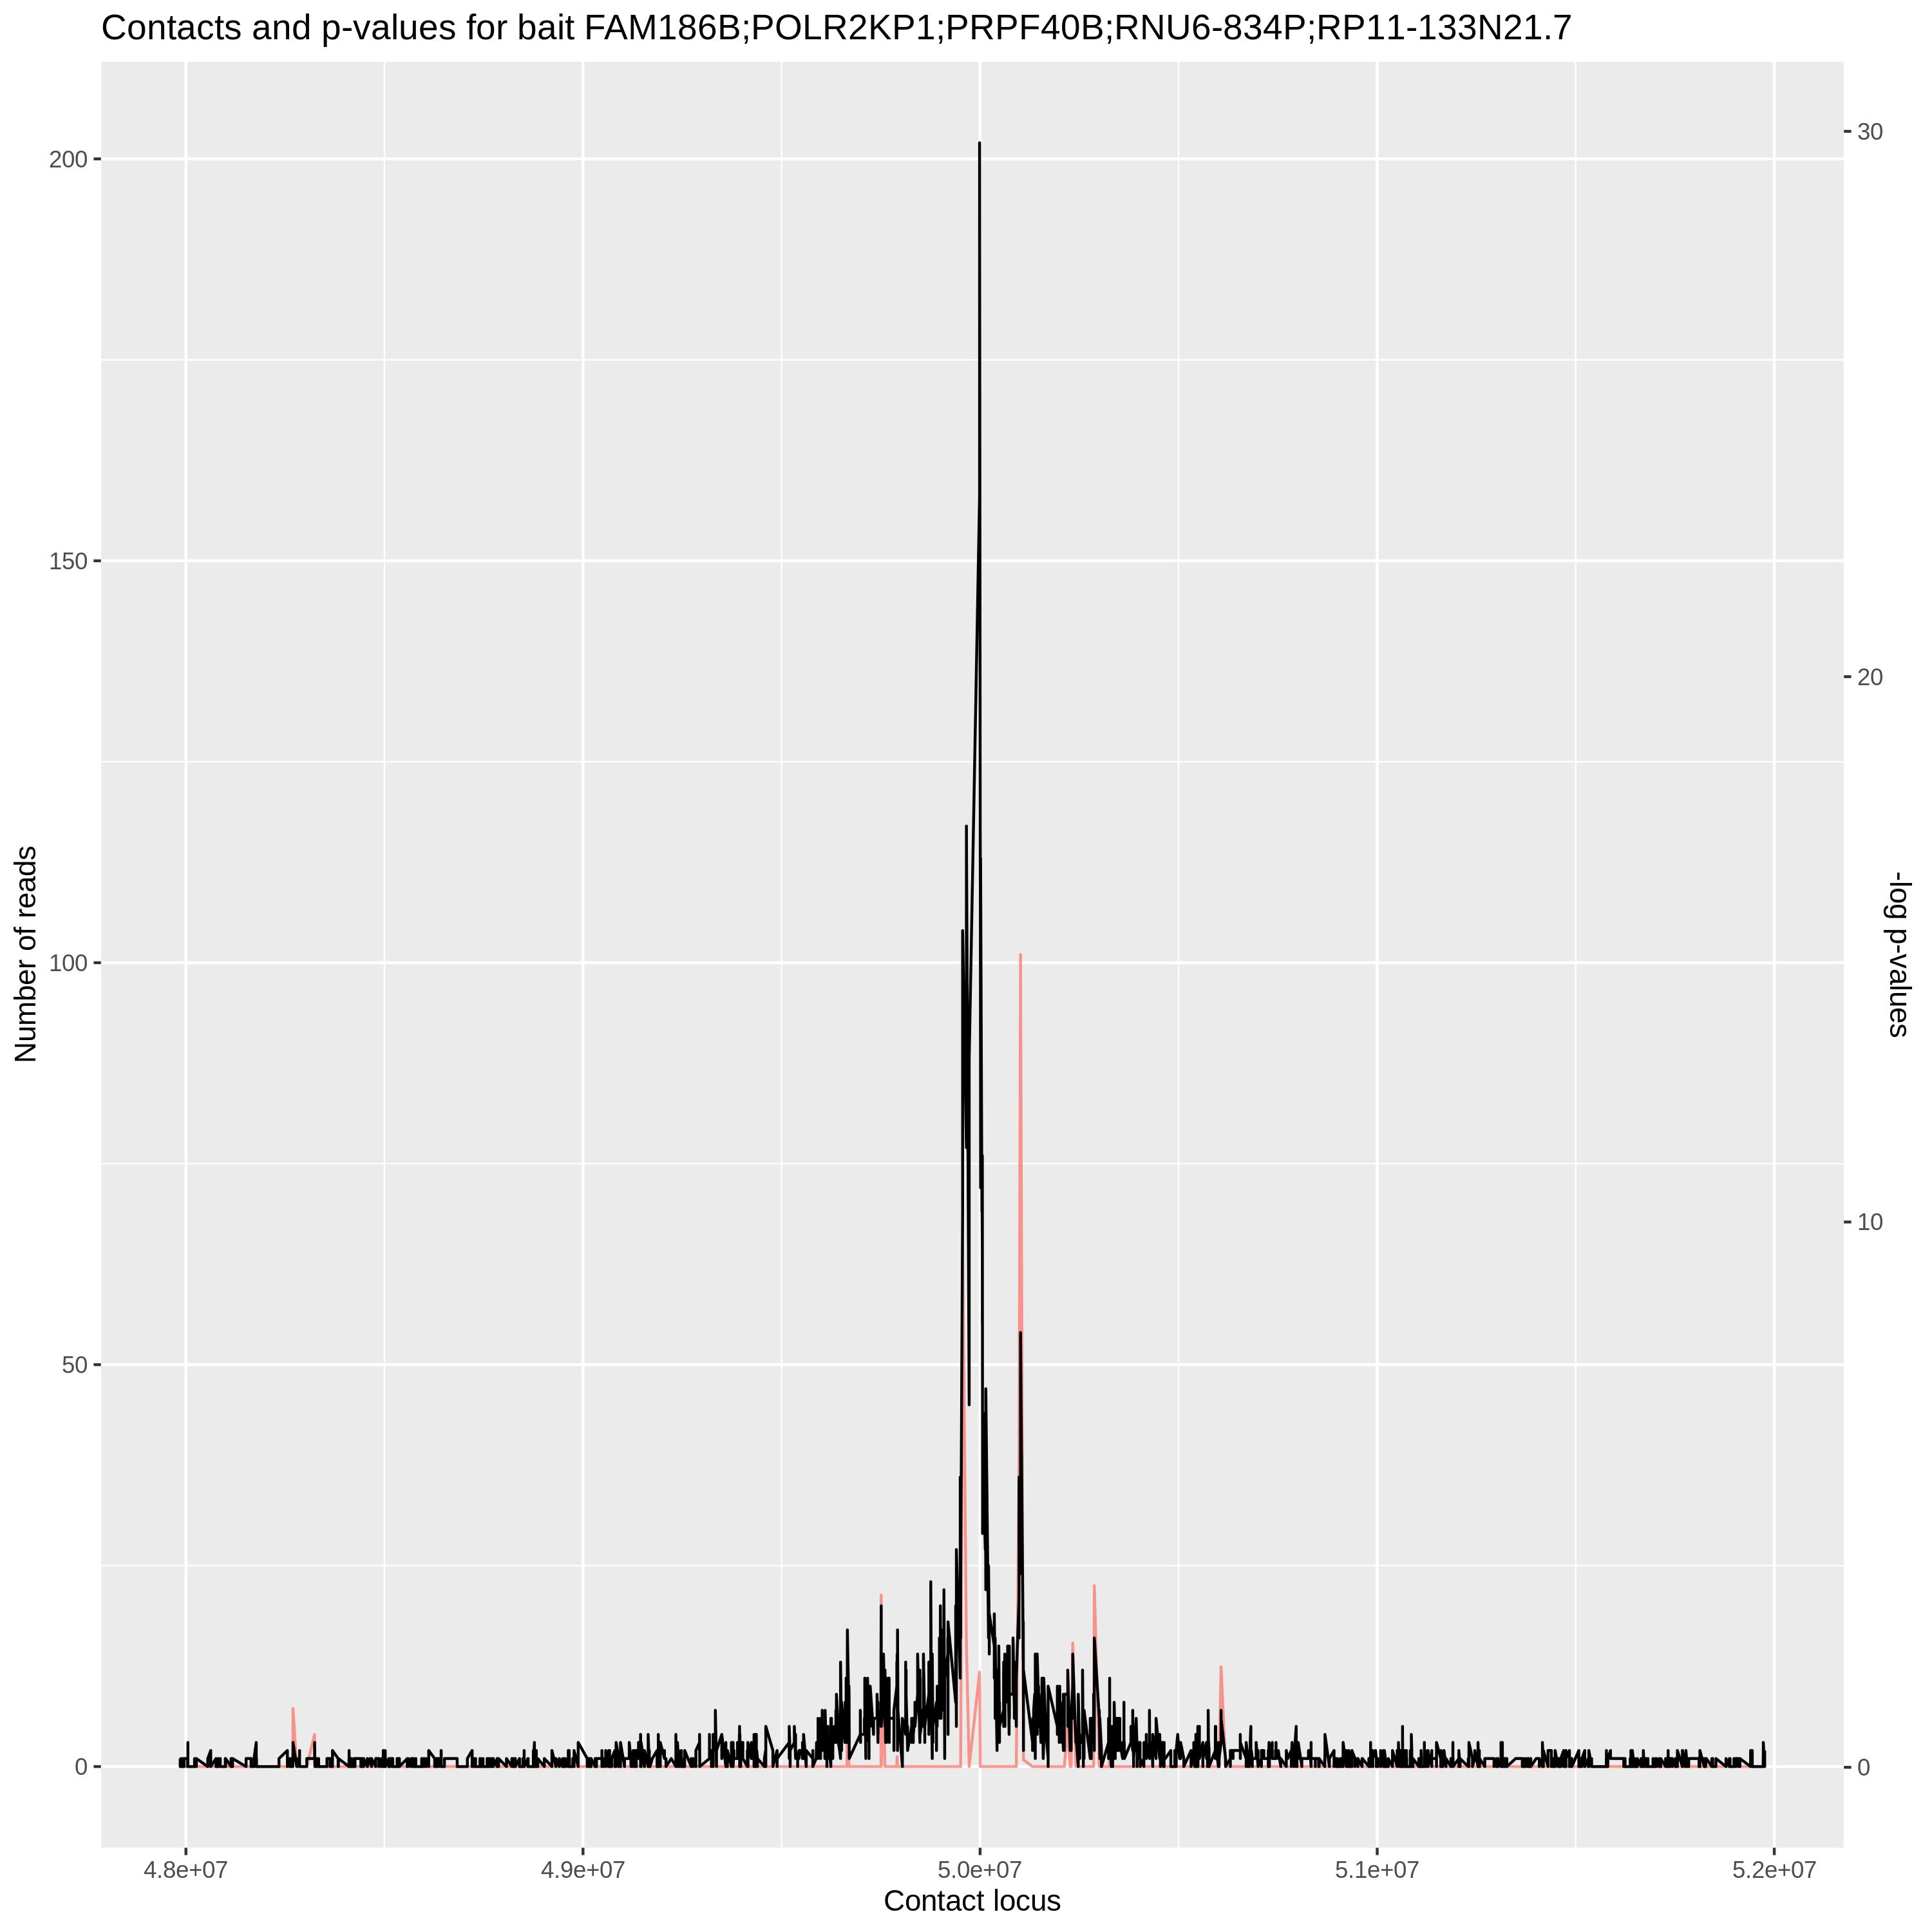 Contacts and p-values for bait FAM186B;POLR2KP1;PRPF40B;RNU6-834P;RP11-133N21.7
200
150
100
50
0
Number of reads
30
20
10
0
-log p-values
4.8e+07 4.9e+07 5.0e+07 5.1e+07 5.2e+07
Contact locus